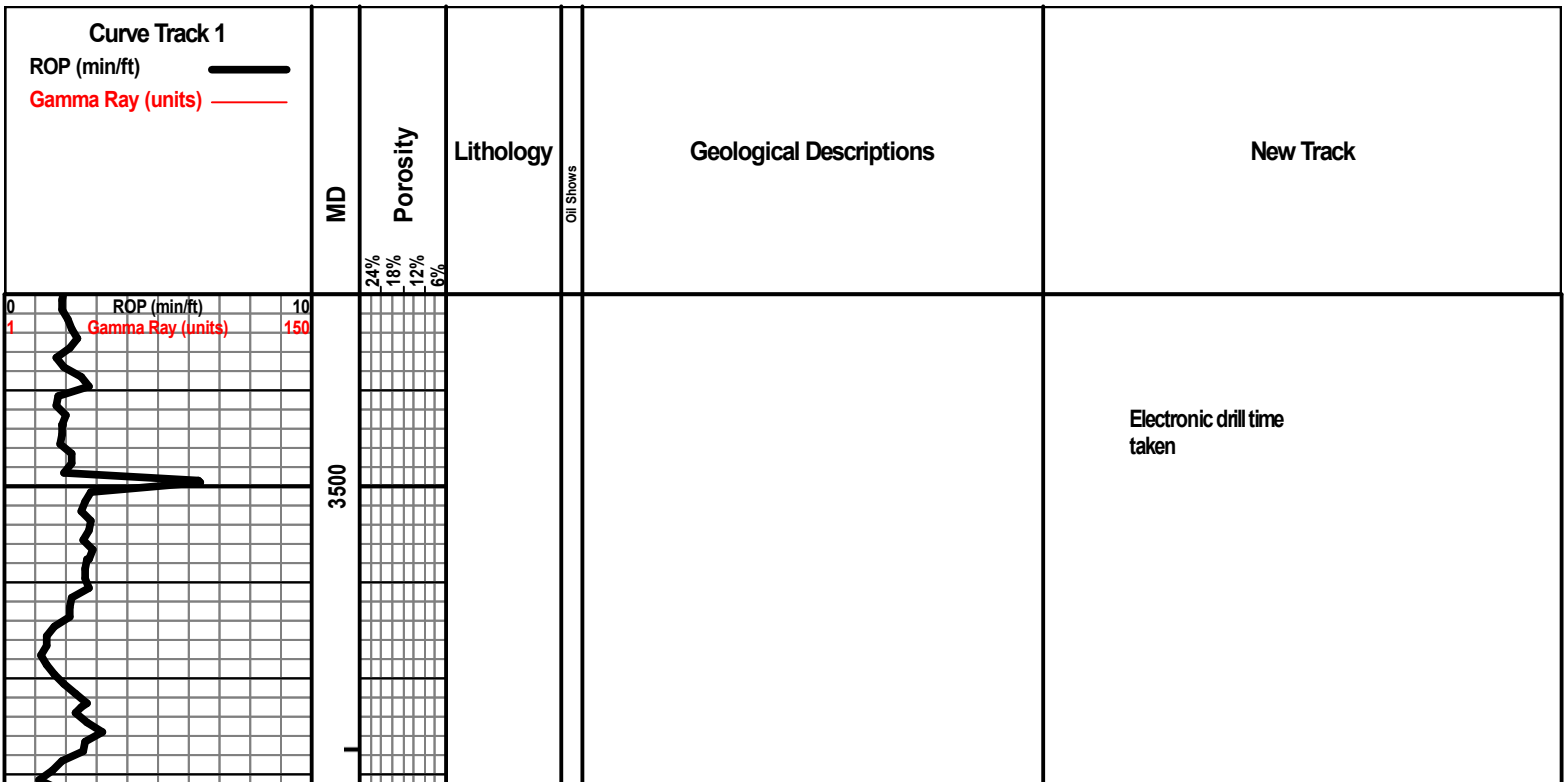 Curve Track 1
ROP (min/ft)
Gamma Ray (units)
MD
Porosity
24%
18%
12%
6%
Lithology
Oil Shows
Geological Descriptions
New Track
0 ROP (min/ft) 10
1 Gamma Ray (units) 150
3500
Electronic drill time
taken